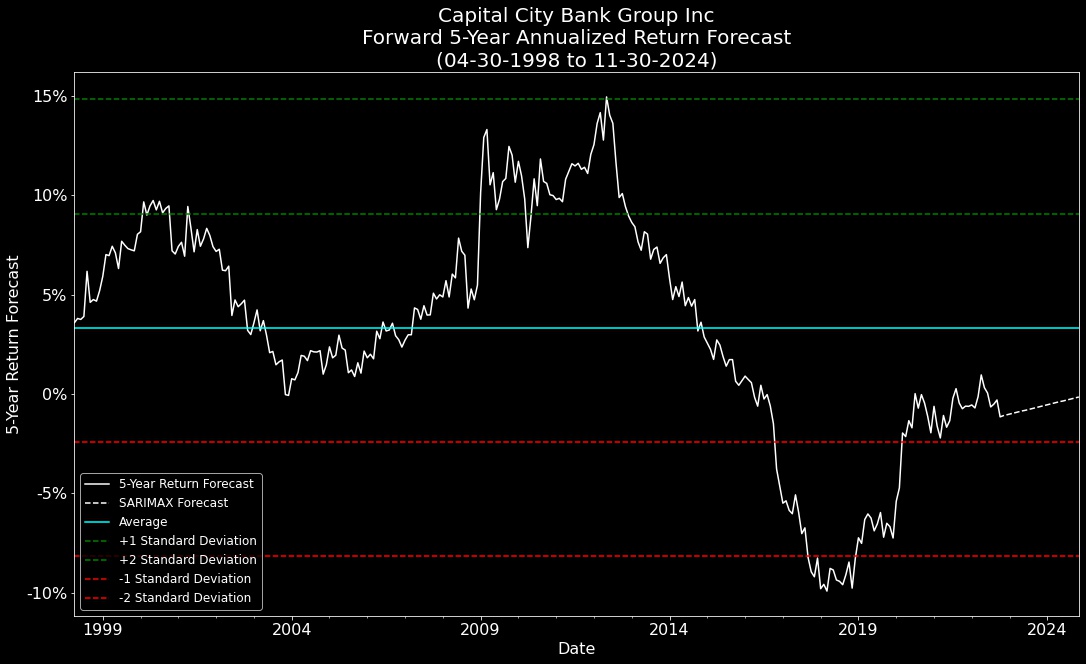 Capital City Bank Group Inc
Forward 5-Year Annualized Return Forecast
(04-30-1998 to 11-30-2024)
5-Year Return Forecast
15%
10%
5%
0%
-5%
-10%
5-Year Return Forecast
SARIMAX Forecast
Average
+1 Standard Deviation
+2 Standard Deviation
-1 Standard Deviation
-2 Standard Deviation
1999 2004 2009 2014 2019 2024
Date